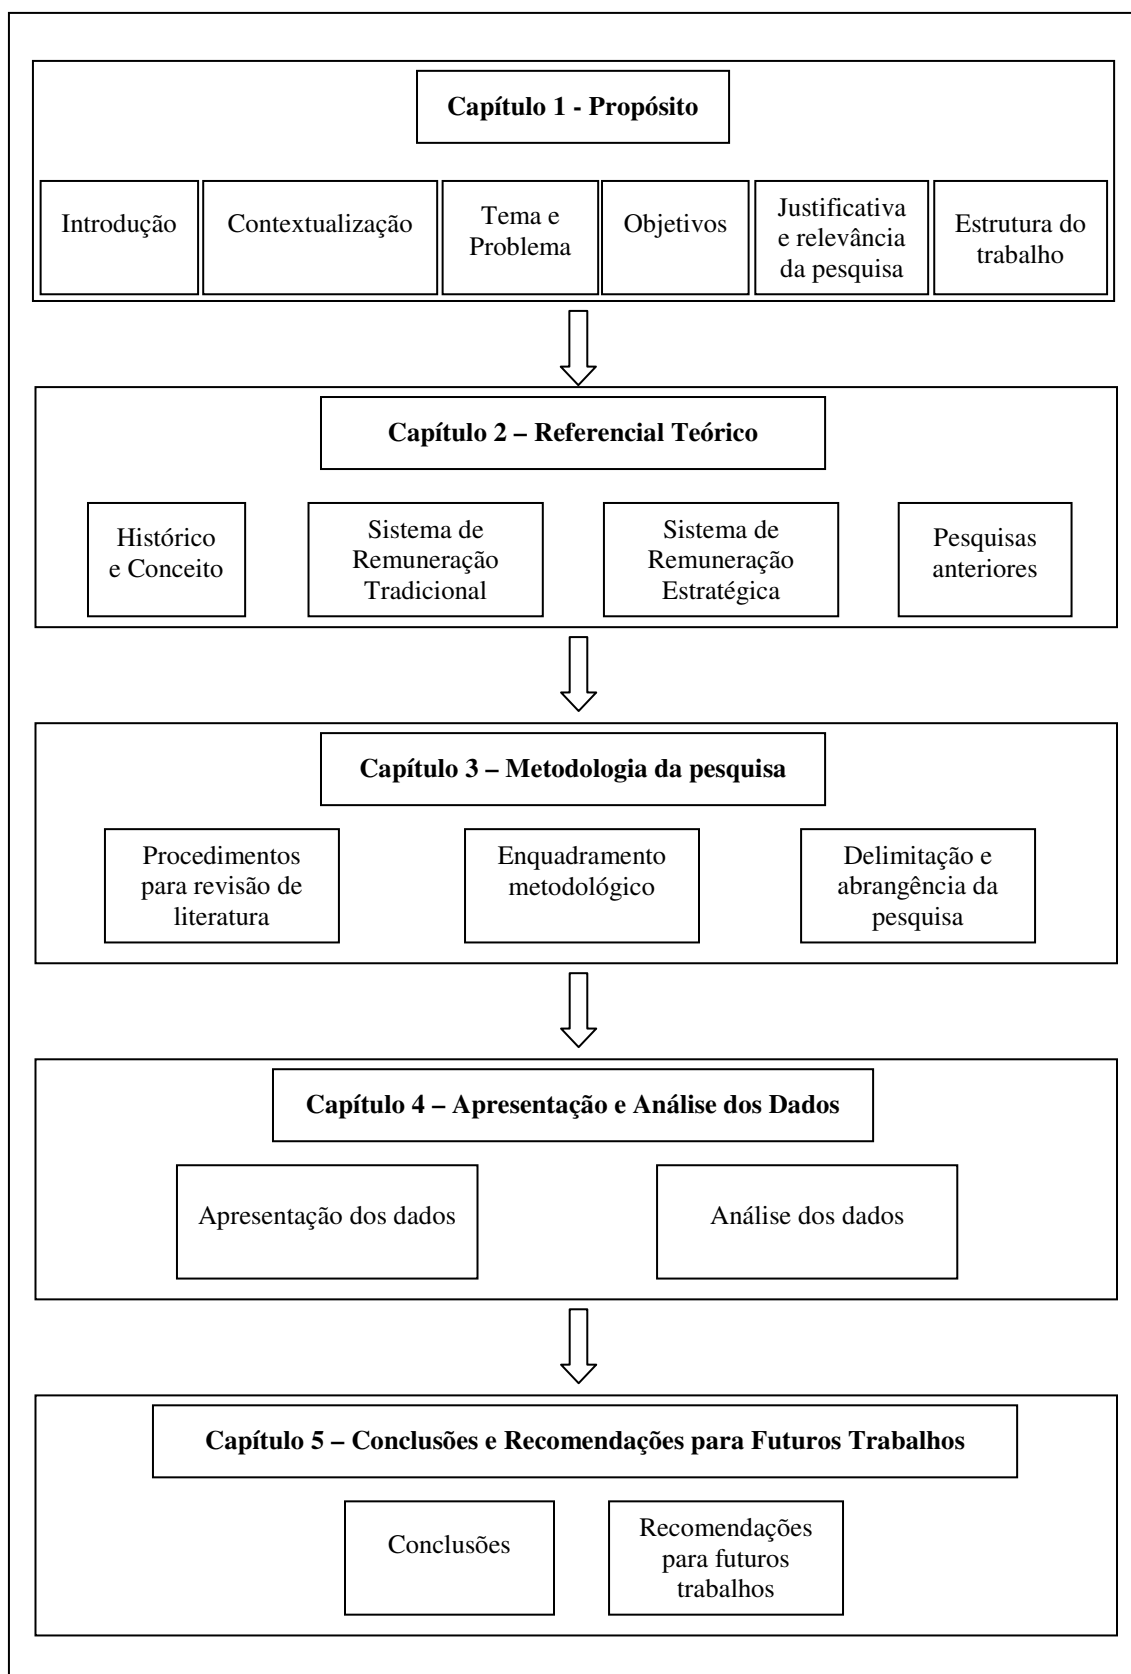 Capítulo 1 - Propósito
Introdução
Contextualização
Tema e
Problema
Objetivos
Justificativa
e relevância
da pesquisa
Estrutura do
trabalho
Capítulo 2 – Referencial Teórico
Histórico
e Conceito
Sistema de
Remuneração
Tradicional
Sistema de
Remuneração
Estratégica
Pesquisas
anteriores
Capítulo 3 – Metodologia da pesquisa
Procedimentos
para revisão de
literatura
Enquadramento
metodológico
Delimitação e
abrangência da
pesquisa
Capítulo 4 – Apresentação e Análise dos Dados
Apresentação dos dados
Análise dos dados
Capítulo 5 – Conclusões e Recomendações para Futuros Trabalhos
Conclusões
Recomendações
para futuros
trabalhos